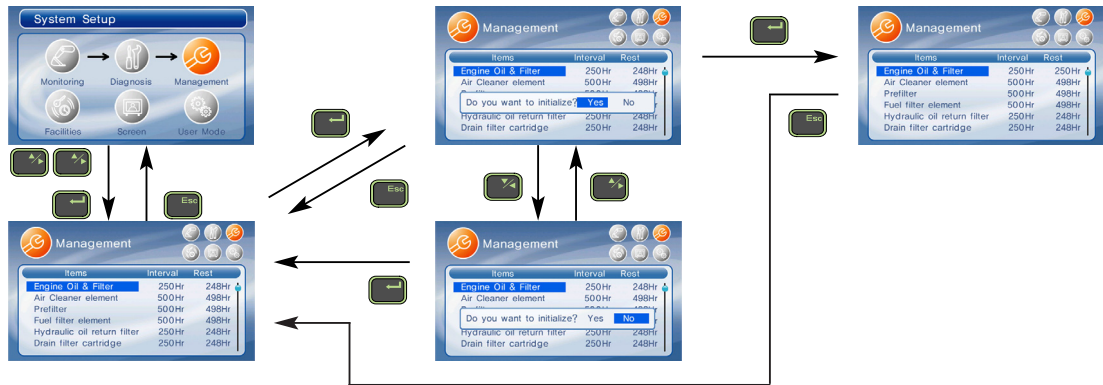 System Setup
Monitoring Diagnosis Management
Facilities Screen User Mode
Esc
Management
Items Interval Rest
Engine Oil & Filter 250Hr 248Hr
Air Cleaner element 500Hr 498Hr
Prefilter 500Hr 498Hr
Fuel filter element 500Hr 498Hr
Hydraulic oil return filter 250Hr 248Hr
Drain filter cartridge 250Hr 248Hr
Esc
Management
Items Interval Rest
Engine Oil & Filter 250Hr 248Hr
Air Cleaner element 500Hr 498Hr
Do you want to initialize? Yes No
Hydraulic oil return filter 250Hr 248Hr
Drain filter cartridge 250Hr 248Hr
Management
Items Interval Rest
Engine Oil & Filter 250Hr 248Hr
Air Cleaner element 500Hr 498Hr
Do you want to initialize? Yes No
Hydraulic oil return filter 250Hr 248Hr
Drain filter cartridge 250Hr 248Hr
Management
Items Interval Rest
Engine Oil & Filter 250Hr 250Hr
Air Cleaner element 500Hr 498Hr
Prefilter 500Hr 498Hr
Fuel filter element 500Hr 498Hr
Hydraulic oil return filter 250Hr 248Hr
Drain filter cartridge 250Hr 248Hr
Esc